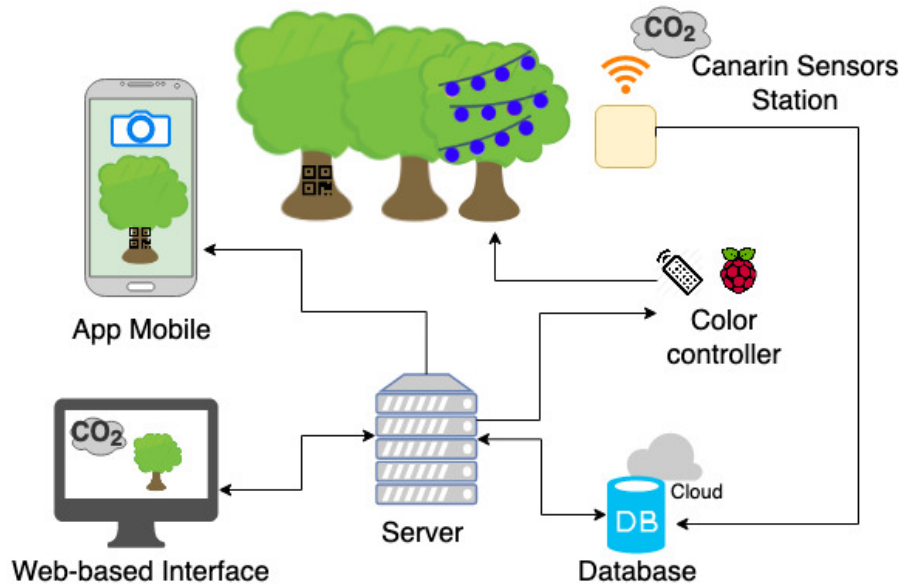 CO₂
Canarin Sensors
Station
App Mobile
Color
controller
CO₂
Web-based Interface
Server
Cloud
DB
Database